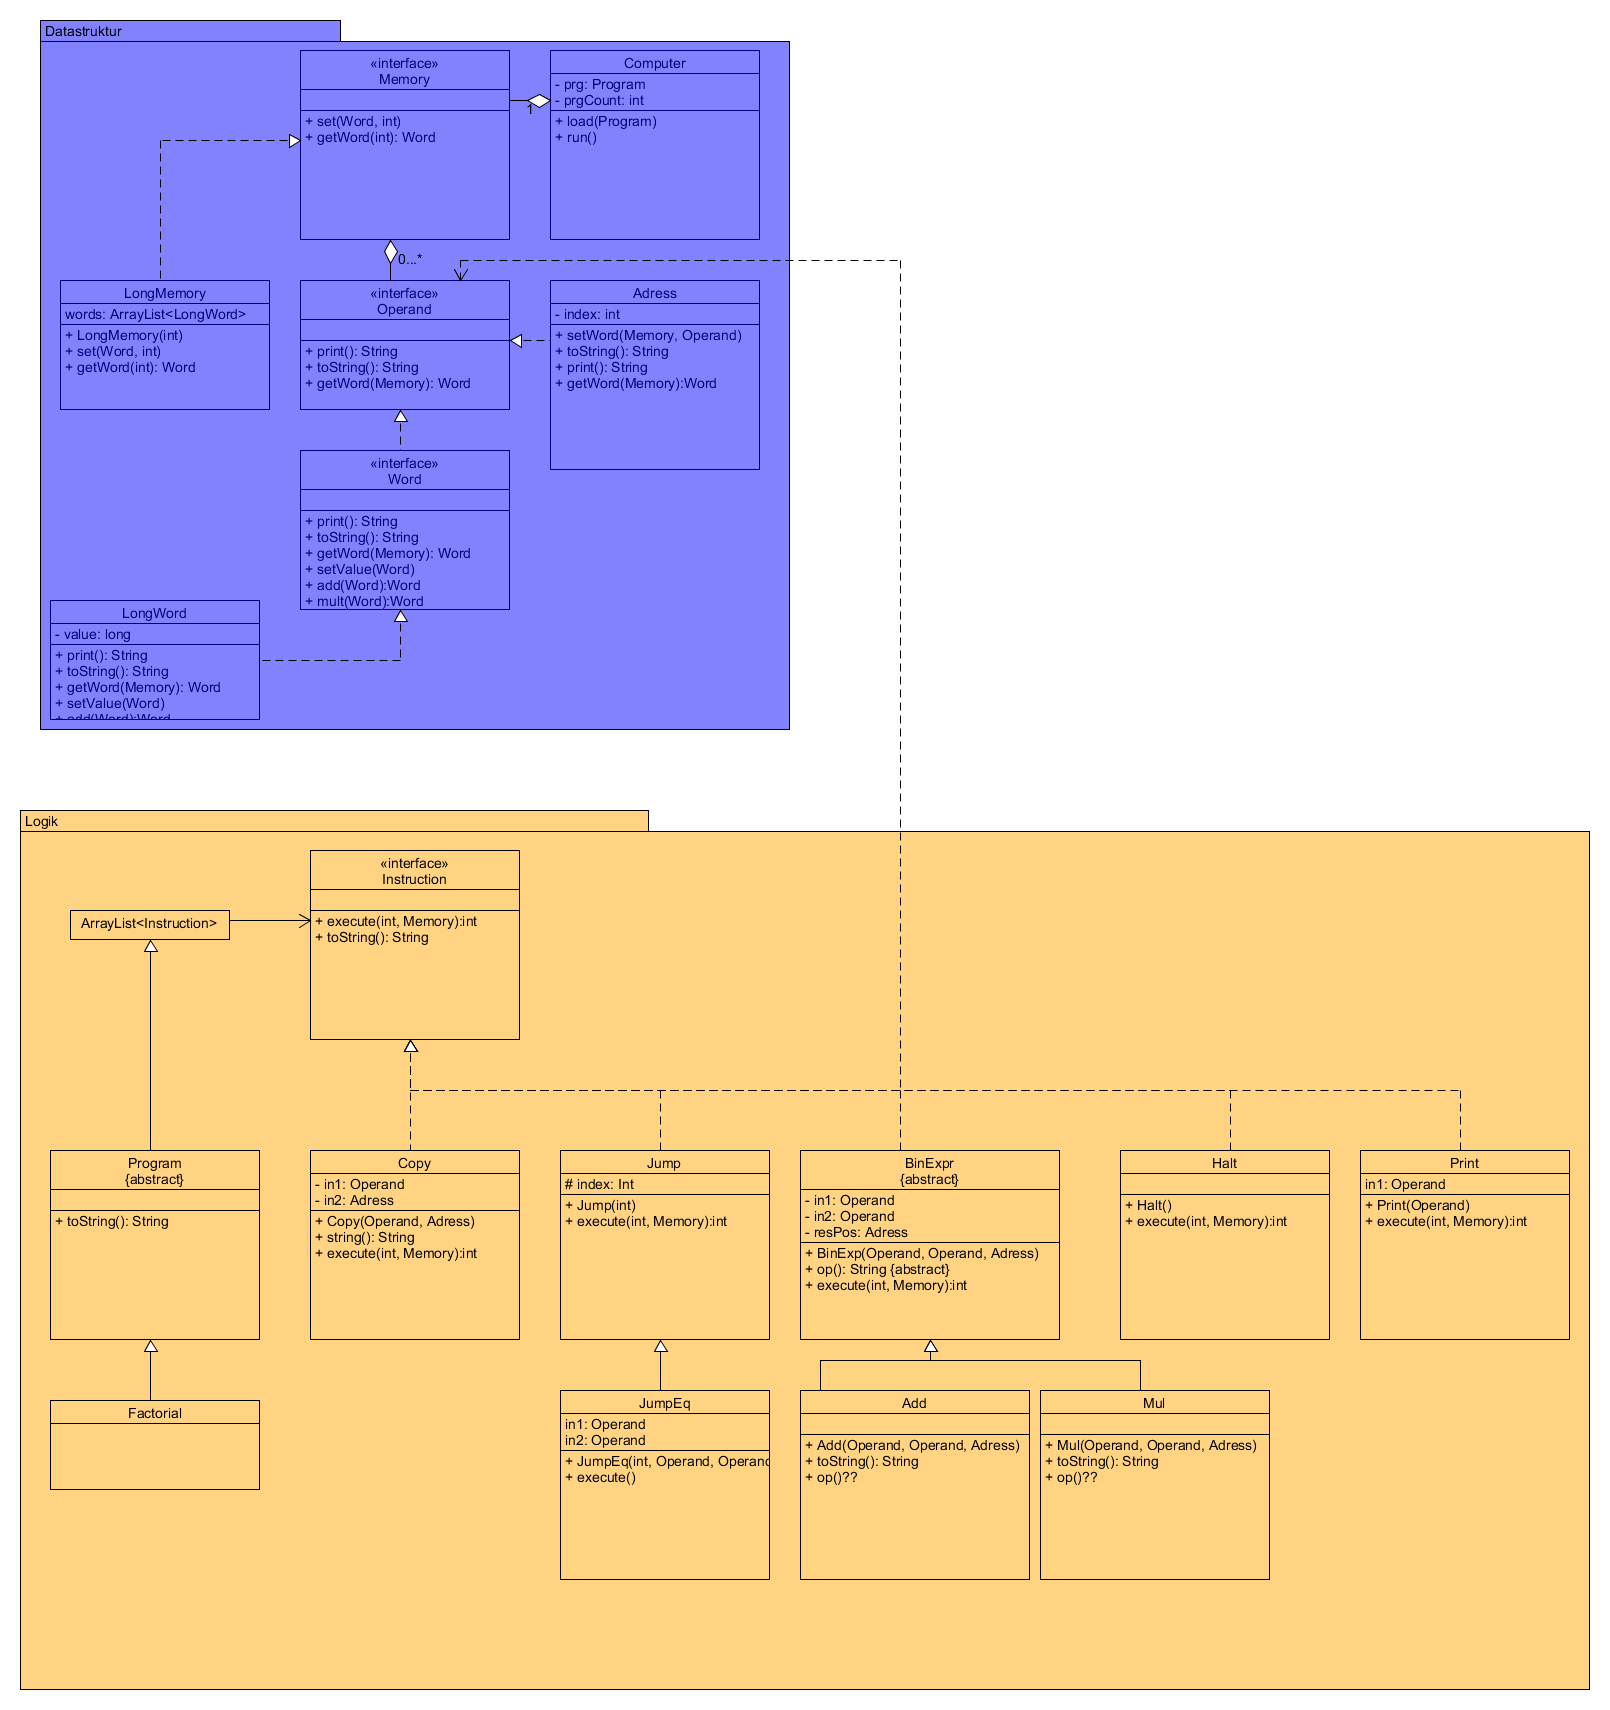 Datastruktur
«interface»
Memory
+ set(Word, int)
+ getWord(int): Word
Computer
- prg: Program
- prgCount: int
+ load(Program)
+ run()
1
0...*
LongMemory
words: ArrayList<LongWord>
+ LongMemory(int)
+ set(Word, int)
+ getWord(int): Word
«interface»
Operand
+ print(): String
+ toString(): String
+ getWord(Memory): Word
Adress
- index: int
+ setWord(Memory, Operand)
+ toString(): String
+ print(): String
+ getWord(Memory):Word
«interface»
Word
+ print(): String
+ toString(): String
+ getWord(Memory): Word
+ setValue(Word)
+ add(Word):Word
+ mult(Word):Word
LongWord
- value: long
+ print(): String
+ toString(): String
+ getWord(Memory): Word
+ setValue(Word)
+ add(Word):Word
Logik
«interface»
Instruction
+ execute(int, Memory):int
+ toString(): String
ArrayList<Instruction>
Program
{abstract}
+ toString(): String
Copy
- in1: Operand
- in2: Adress
+ Copy(Operand, Adress)
+ string(): String
+ execute(int, Memory):int
Jump
# index: Int
+ Jump(int)
+ execute(int, Memory):int
BinExpr
{abstract}
- in1: Operand
- in2: Operand
- resPos: Adress
+ BinExp(Operand, Operand, Adress)
+ op(): String {abstract}
+ execute(int, Memory):int
Halt
+ Halt()
+ execute(int, Memory):int
Print
in1: Operand
+ Print(Operand)
+ execute(int, Memory):int
Factorial
JumpEq
in1: Operand
in2: Operand
+ JumpEq(int, Operand, Operand
+ execute()
Add
+ Add(Operand, Operand, Adress)
+ toString(): String
+ op()??
Mul
+ Mul(Operand, Operand, Adress)
+ toString(): String
+ op()??